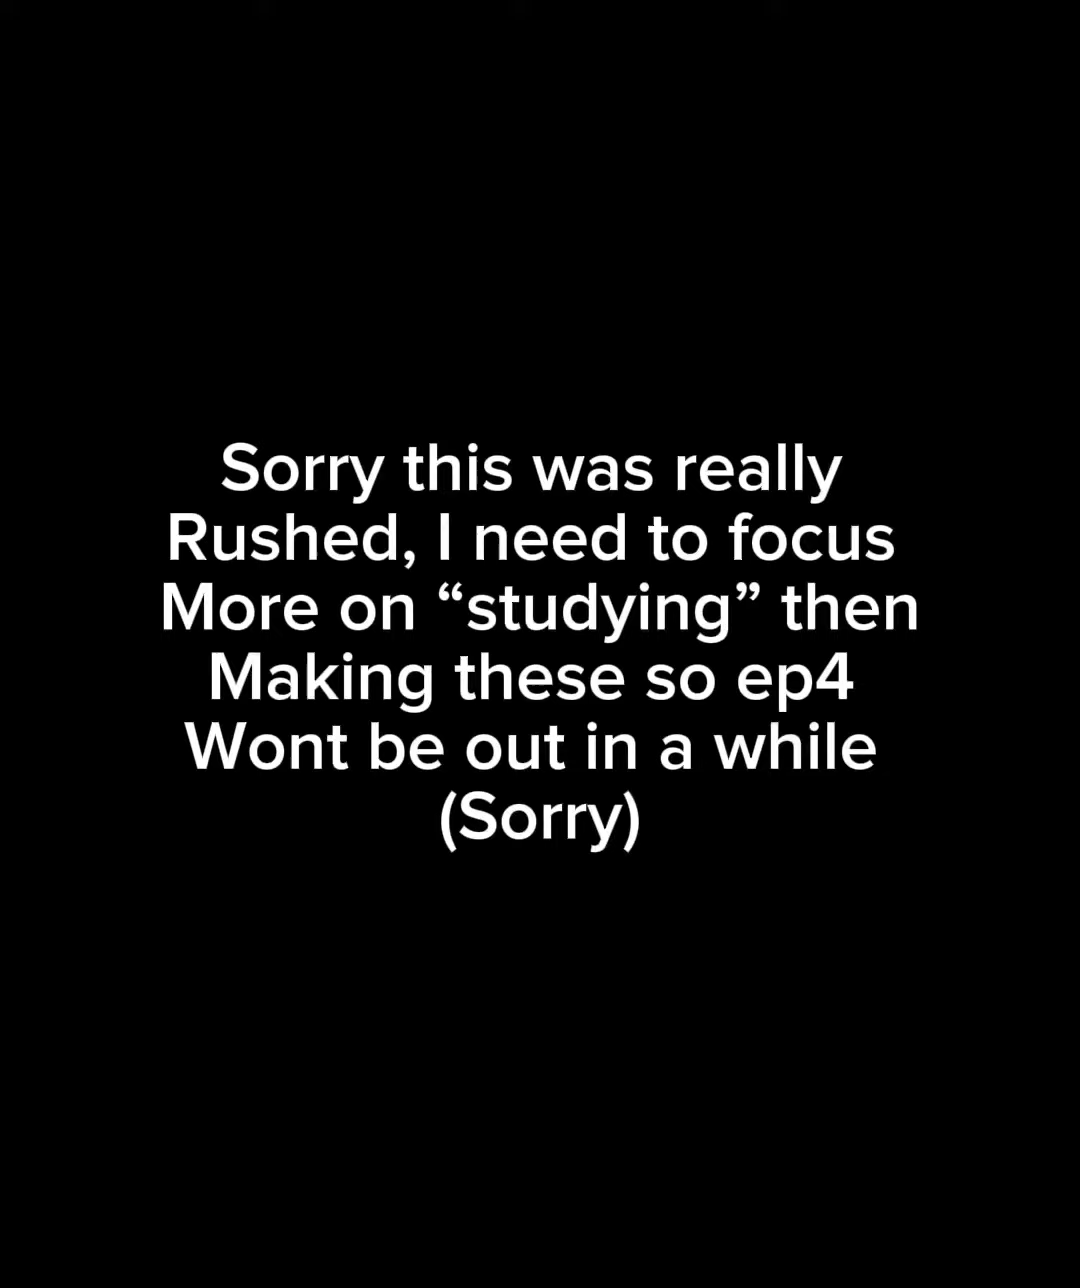 Sorry this was really
Rushed, I need to focus
More on “studying” then
Making these so ep4
Wont be out in a while
(Sorry)